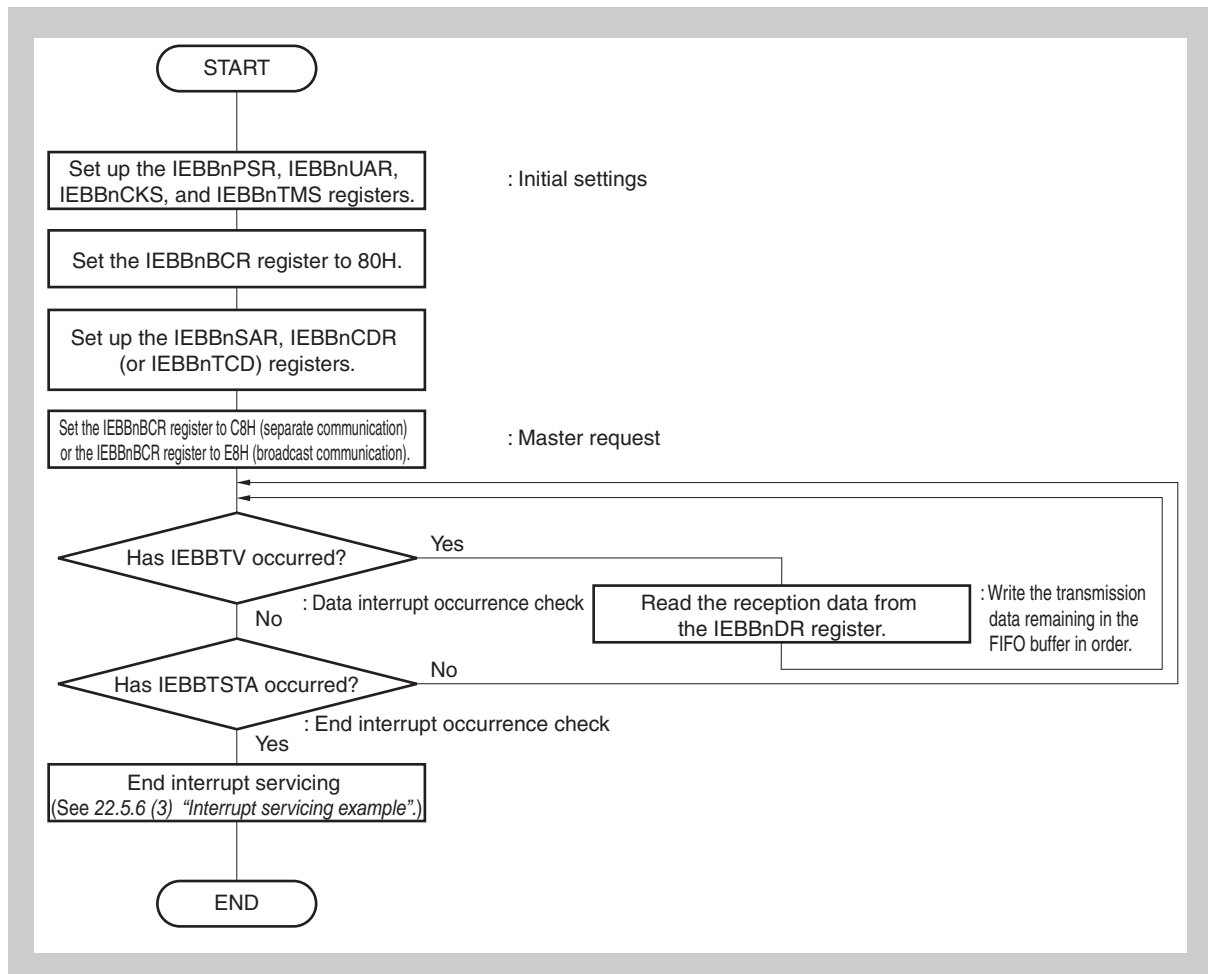 START
Set up the IEBBnPSR, IEBBnUAR,
IEBBnCKS, and IEBBnTMS registers.
: Initial settings
Set the IEBBnBCR register to 80H.
Set up the IEBBnSAR, IEBBnCDR
(or IEBBnTCD) registers.
Set the IEBBnBCR register to C8H (separate communication)
or the IEBBnBCR register to E8H (broadcast communication).
: Master request
Has IEBBTV occurred?
Yes
No
: Data interrupt occurrence check
Read the reception data from
the IEBBnDR register.
: Write the transmission
data remaining in the
FIFO buffer in order.
Has IEBBTSTA occurred?
No
: End interrupt occurrence check
Yes
End interrupt servicing
(See 22.5.6 (3) “Interrupt servicing example”.)
END